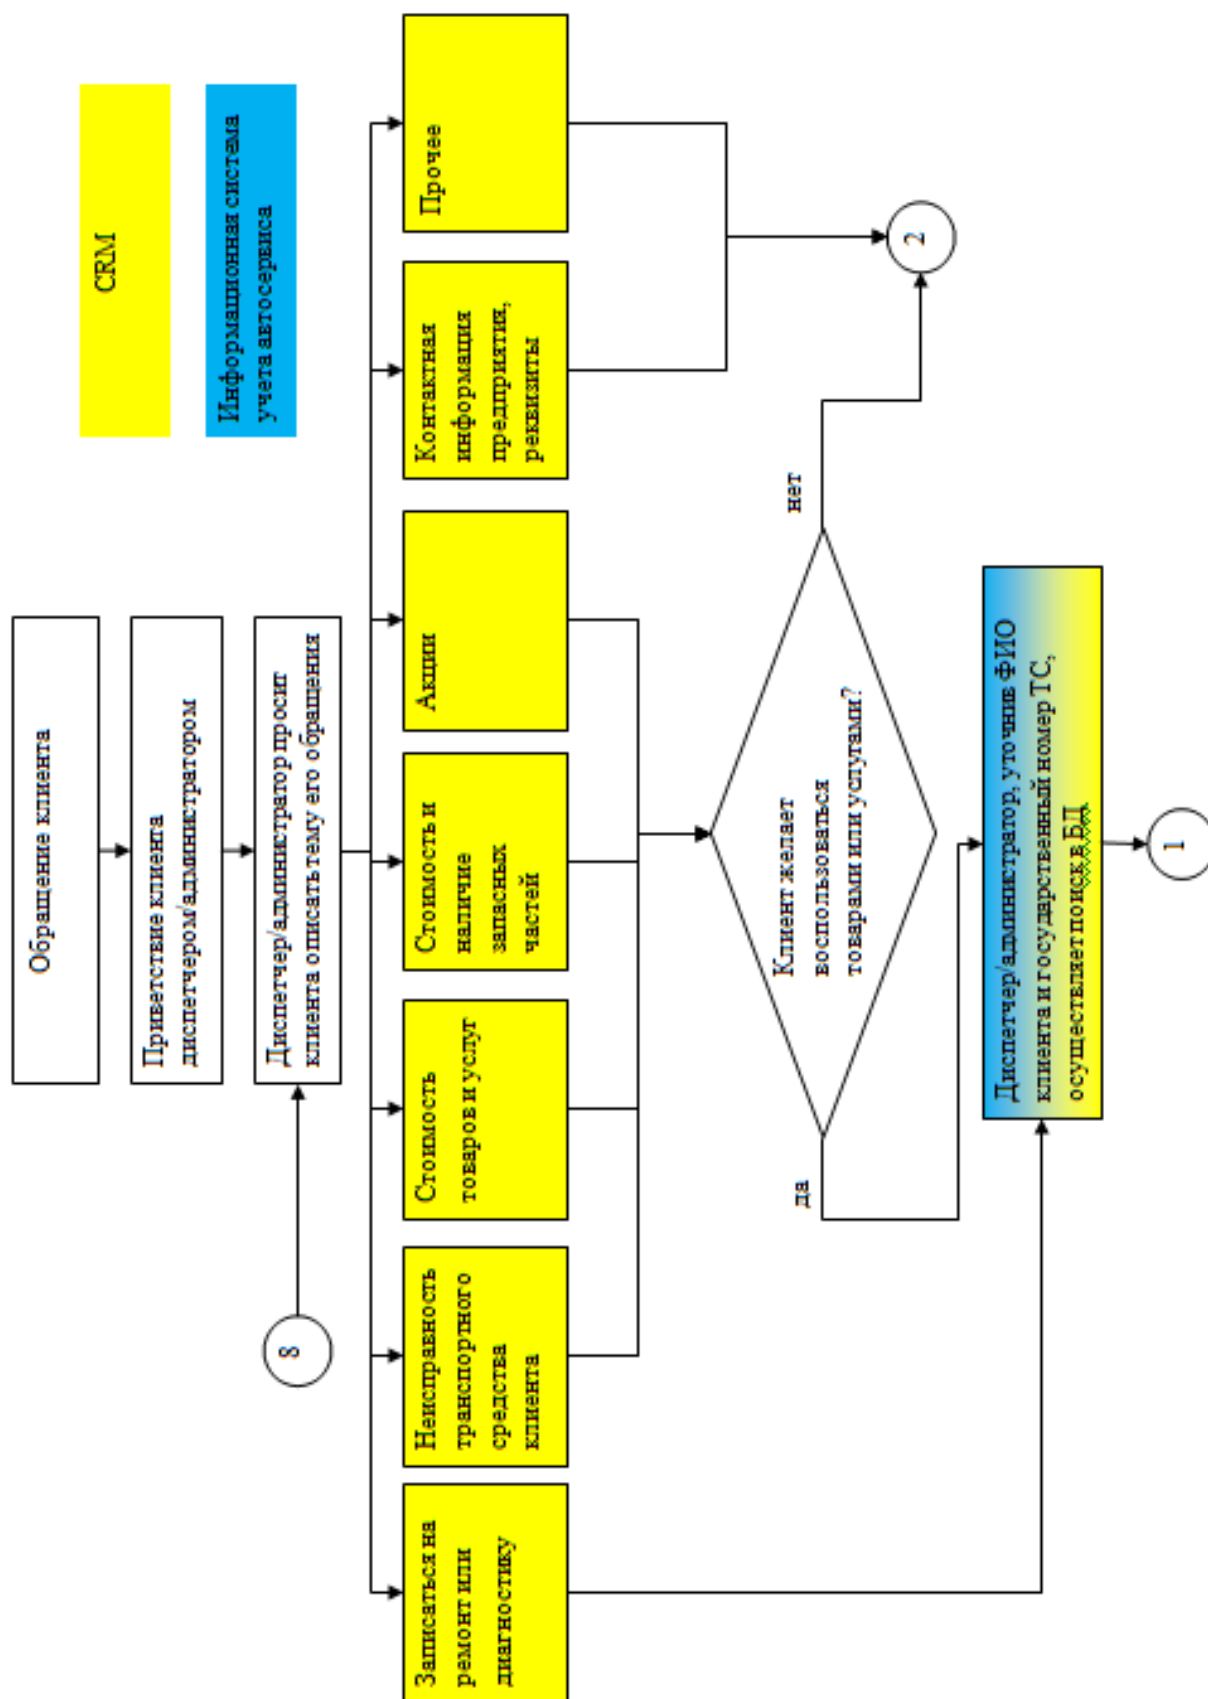 CRM
Информационная система
учета автосервиса
Обращение клиента
Приветствие клиента
диспетчером/администратором
Диспетчер/администратор просит
клиента описать тему его обращения
8
Записаться на
ремонт или
диагностику
Неисправность
транспортного
средства
клиента
Стоимость
товаров и услуг
Стоимость и
наличие
запасных
частей
Акции
Контактная
информация
предприятия,
реквизиты
Прочее
Клиент желает
воспользоваться
товарами или услугами?
да
нет
2
Диспетчер/администратор, уточние ФИО
клиента и государственный номер ТС,
осуществляет поиск в БД
1